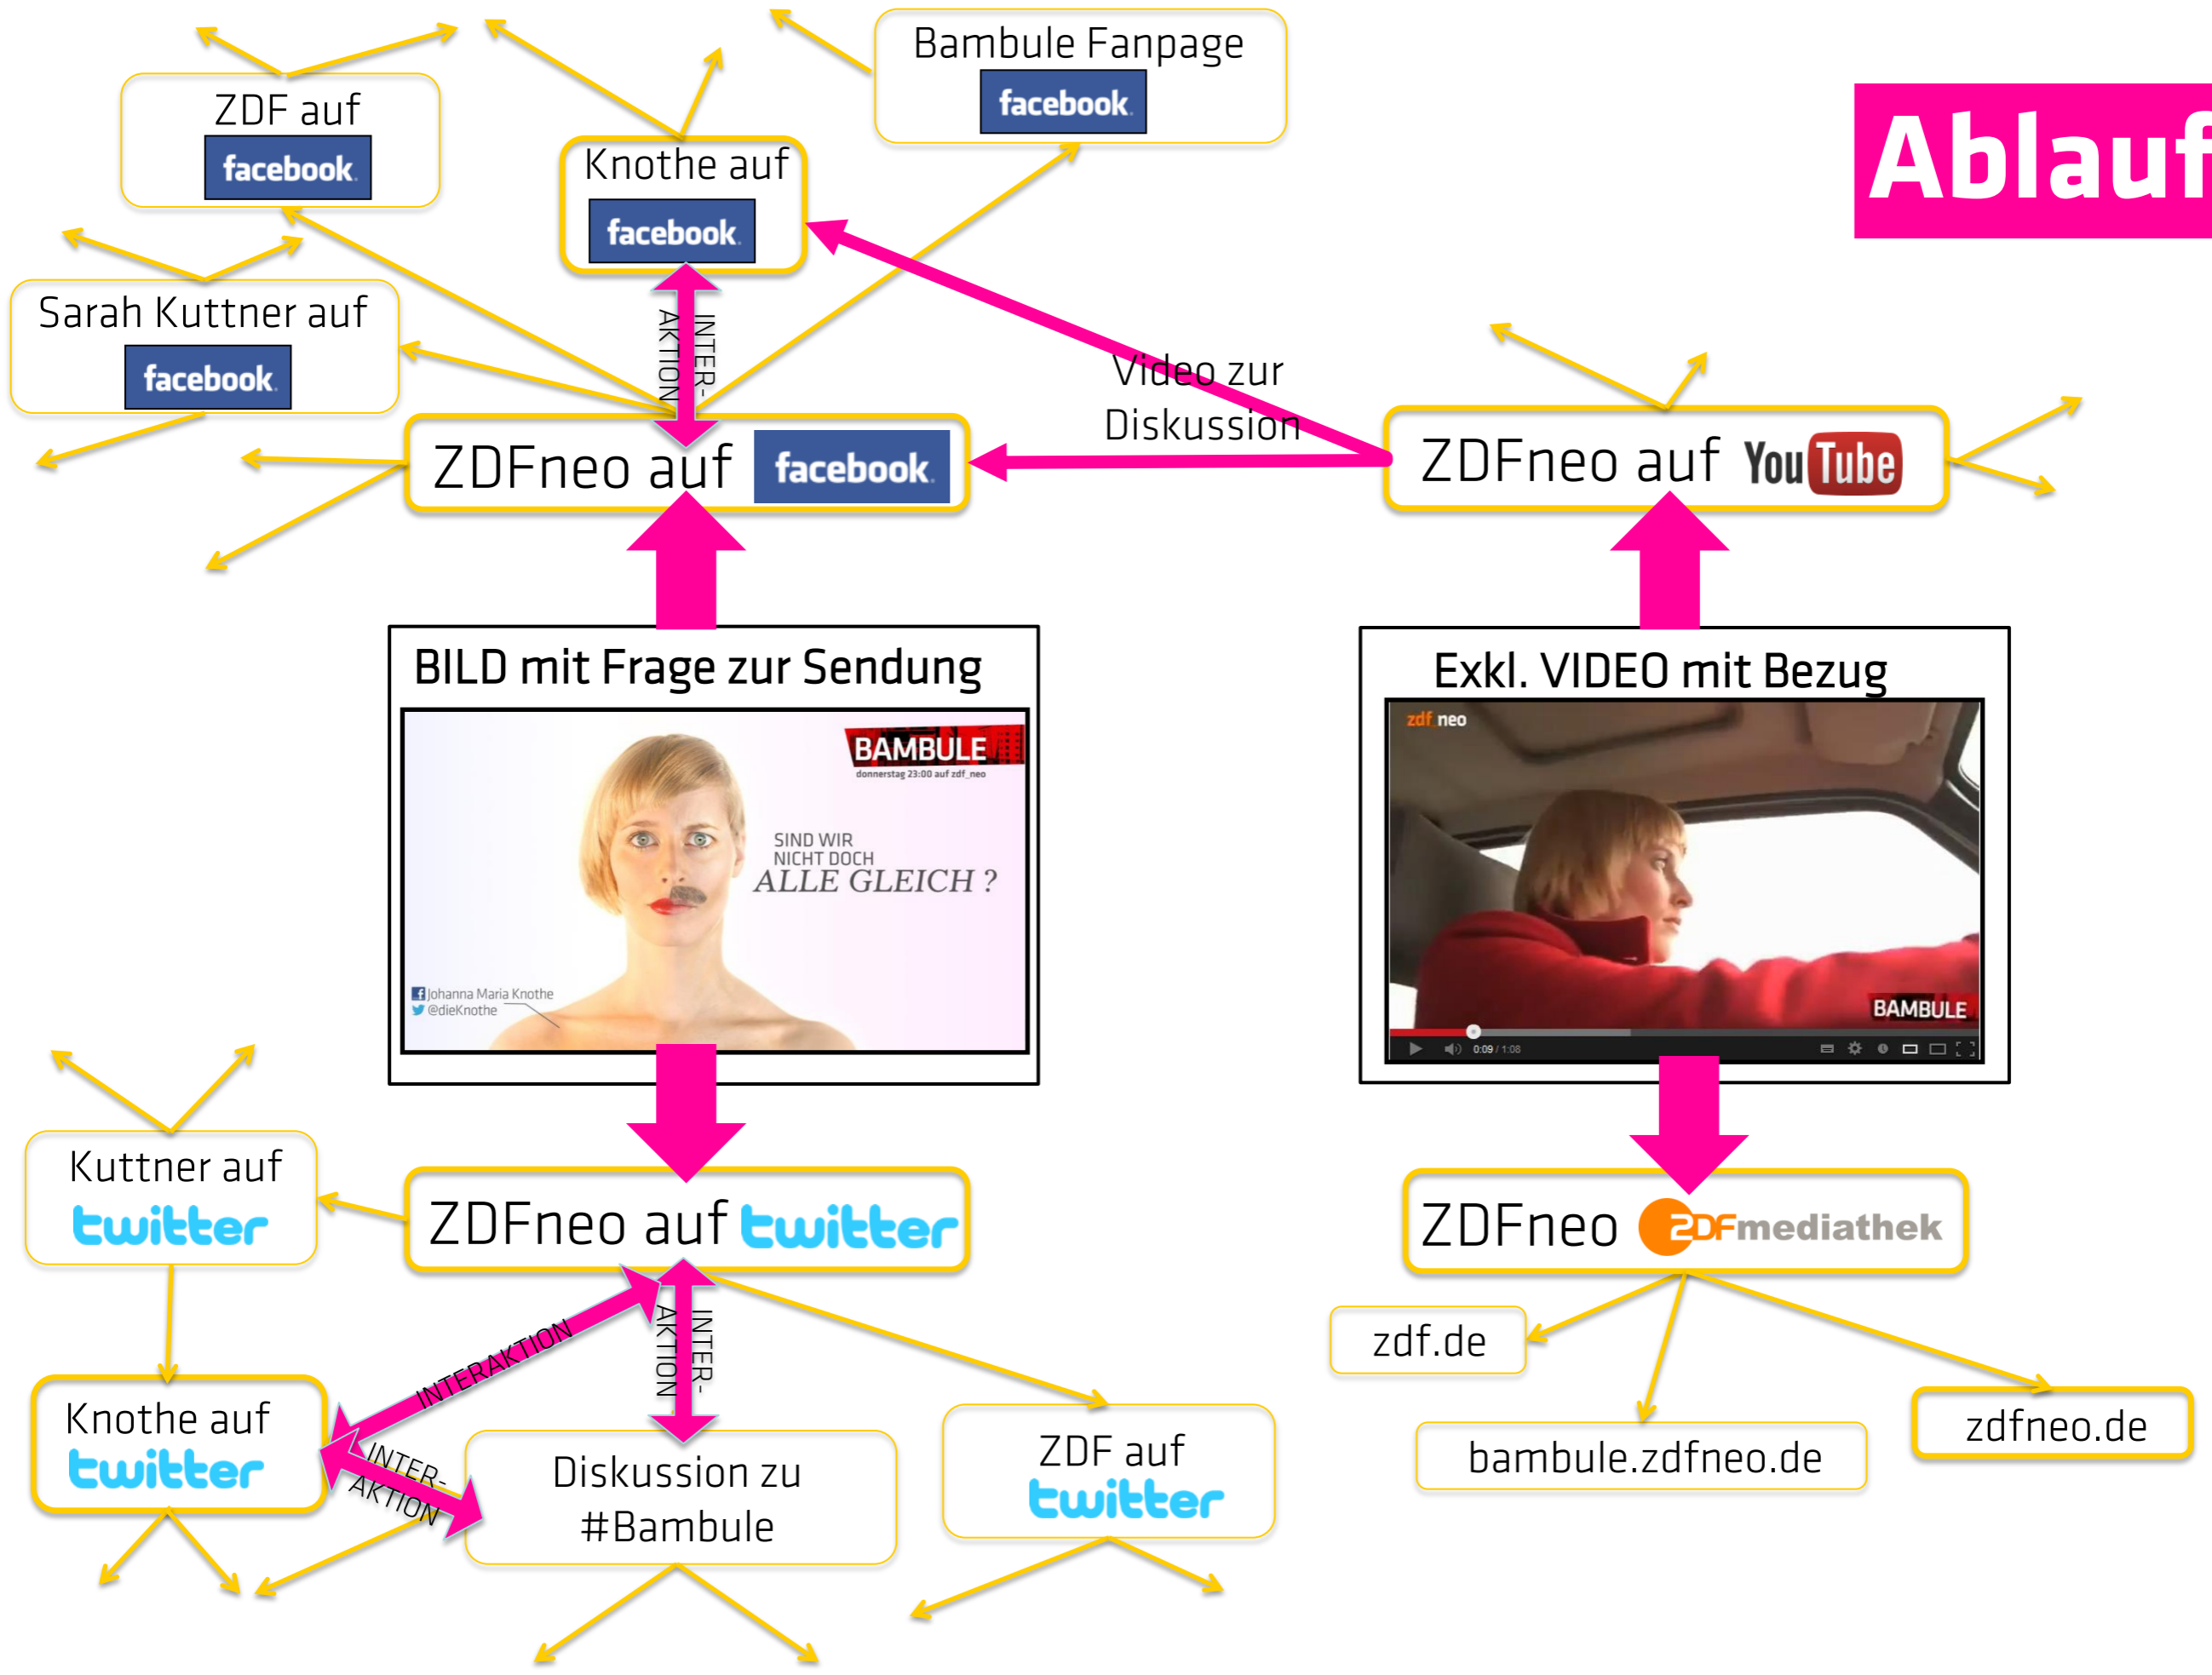 Bambule Fanpage
facebook
Ablauf
ZDF auf
facebook
Knothe auf
facebook
Sarah Kuttner auf
facebook
INTER-
AKTION
Video zur
Diskussion
ZDFneo auf facebook
ZDFneo auf YouTube
BILD mit Frage zur Sendung
BAMBULE
donnerstag 23:00 auf zdf_neo
SIND WIR
NICHT DOCH
ALLE GLEICH ?
Johanna Maria Knothe
@dieKnothe
Exkl. VIDEO mit Bezug
zdf_neo
BAMBULE
0:09 / 1:08
Kuttner auf
twitter
ZDFneo auf twitter
ZDFneo ZDFmediathek
INTERAKTION
INTER-
AKTION
zdf.de
Knothe auf
twitter
INTER-
AKTION
Diskussion zu
#Bambule
ZDF auf
twitter
bambule.zdfneo.de
zdfneo.de